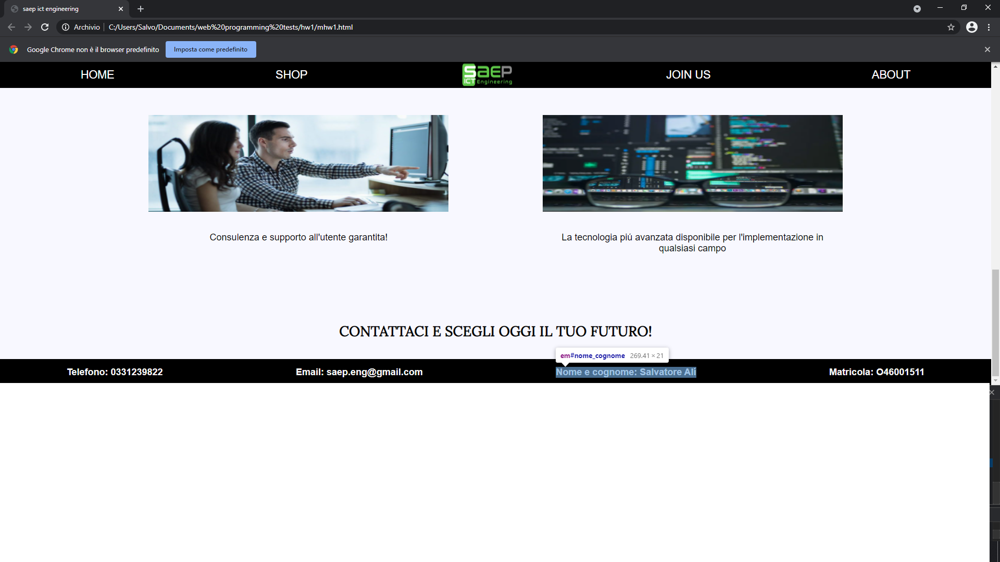 saep ict engineering
Archivio C:/Users/Salvo/Documents/web%20programming%20tests/hw1/mhw1.html
Google Chrome non è il browser predefinito Imposta come predefinito
HOME SHOP saep ICT Engineering JOIN US ABOUT
Consulenza e supporto all'utente garantita!
La tecnologia piú avanzata disponibile per l'implementazione in
qualsiasi campo
CONTATTACI E SCEGLI OGGI IL TUO FUTURO!
em#nome_cognome 269.41 × 21
Telefono: 0331239822 Email: saep.eng@gmail.com Nome e cognome: Salvatore Alí Matricola: O46001511